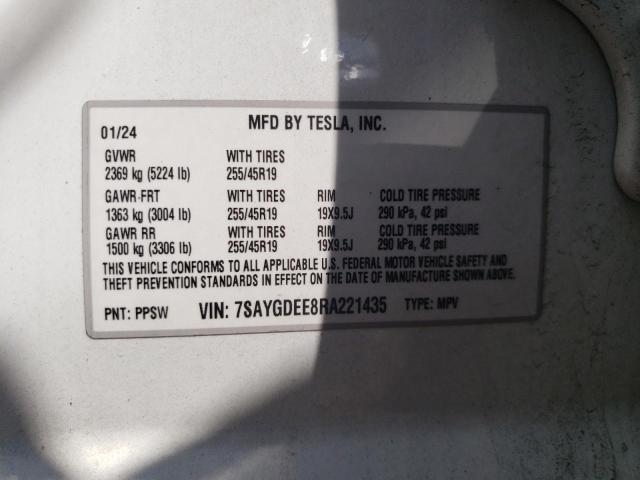 01/24 MFD BY TESLA, INC.
GVWR WITH TIRES
2369 kg (5224 lb) 255/45R19
GAWR-FRT WITH TIRES RIM COLD TIRE PRESSURE
1363 kg (3004 lb) 255/45R19 19X9.5J 290 kPa, 42 psi
GAWR RR WITH TIRES RIM COLD TIRE PRESSURE
1500 kg (3306 lb) 255/45R19 19X9.5J 290 kPa, 42 psi
THIS VEHICLE CONFORMS TO ALL APPLICABLE U.S. FEDERAL MOTOR VEHICLE SAFETY AND
THEFT PREVENTION STANDARDS IN EFFECT ON THE DATE OF MANUFACTURE SHOWN ABOVE.
PNT: PPSW VIN: 7SAYGDEE8RA221435 TYPE: MPV